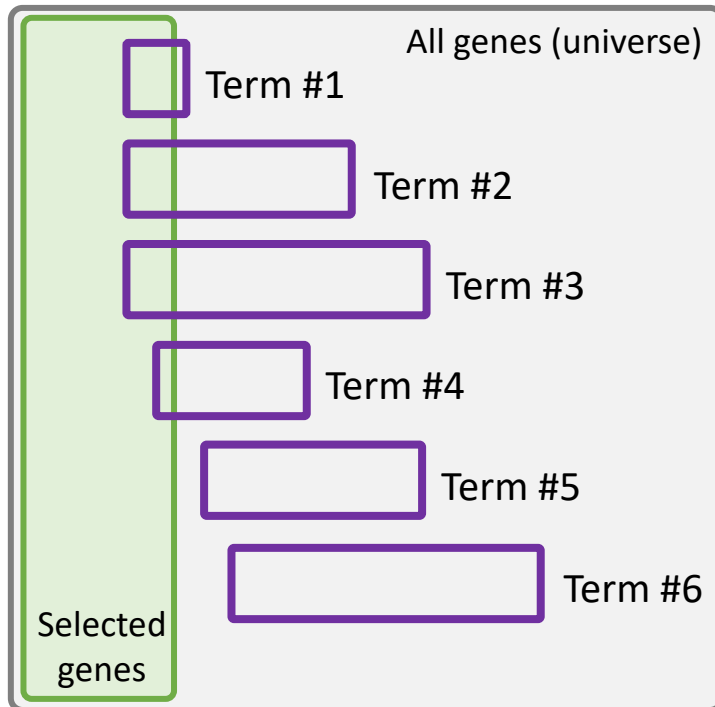 All genes (universe)
Term #1
Term #2
Term #3
Term #4
Term #5
Term #6
Selected
genes